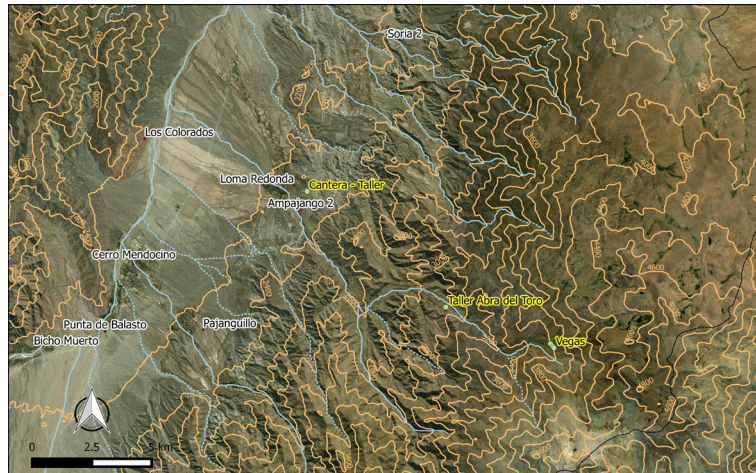 Soria 2
Los Colorados
Loma Redonda
Cantera - Taller
Ampajango 2
Cerro Mendocino
Taller Abra del Toro
Pajanguillo
Punta de Balasto
Bicho Muerto
Vegas
4600
0 2.5 5 km